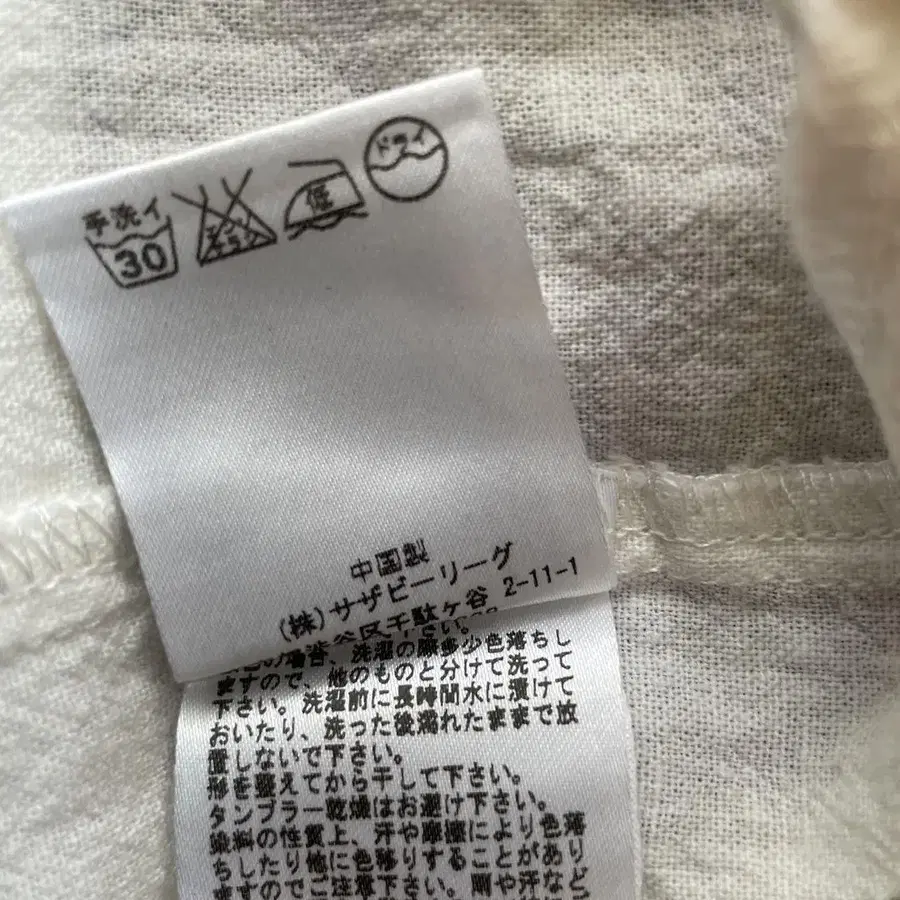 手洗イ
30
エンソ
サラシ
低
ドライ
中国製
(株)サザビーリーグ
渋谷区千駄ケ谷 2-11-1
の場合、洗濯の際多少色落ちし
ますので、他のものと分けて洗って
下さい。洗濯前に長時間水に漬けて
おいたり、洗った後濡れたままで放
置しないで下さい。
形を整えてから干して下さい。
タンブラー乾燥はお避け下さい。
染料の性質上、汗や摩擦により色落
ちしたり他に色移りすることがあり
ますのでご注意下さい。雨や汗など